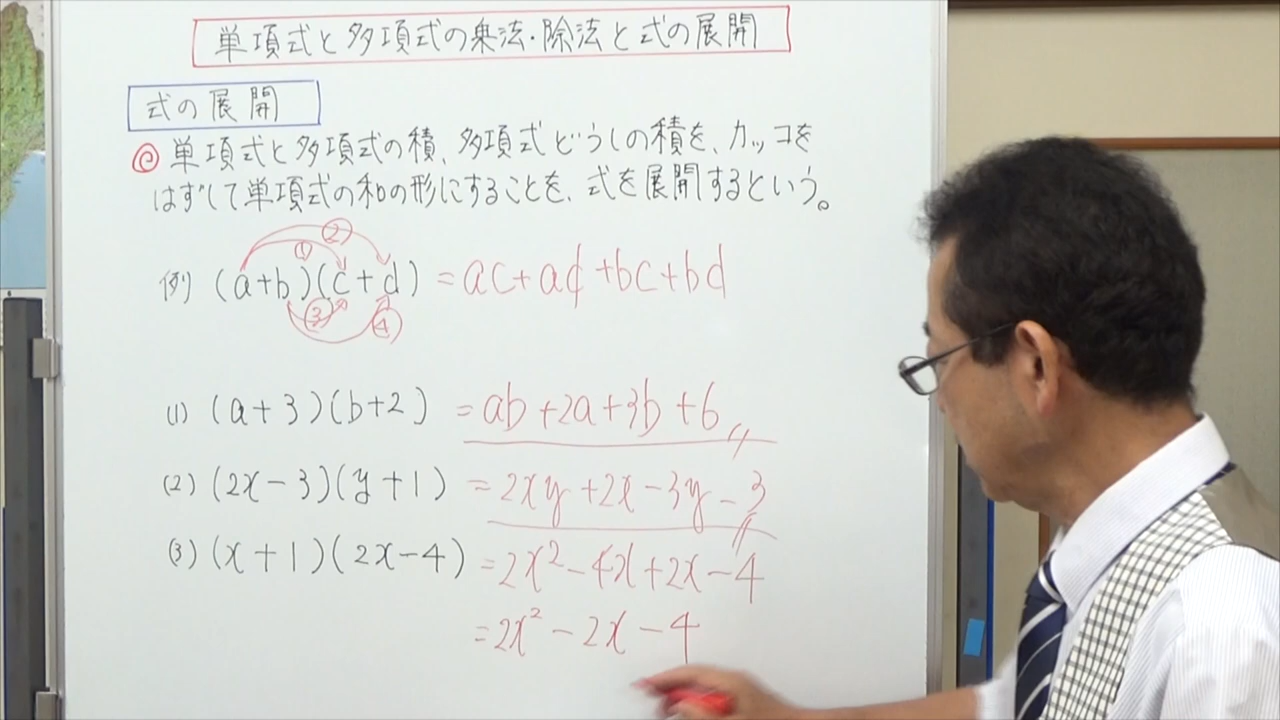 単項式と多項式の乗法・除法と式の展開
式の展開
◎単項式と多項式の積、多項式どうしの積を、カッコを
はずして単項式の和の形にすることを、式を展開するという。
② 
①
例 (a+b)(c+d) = ac+ad+bc+bd
③ ④
(1) (a+3)(b+2) = ab+2a+3b+6
(2) (2x-3)(y+1) = 2xy+2x-3y-3
(3) (x+1)(2x-4) = 2x²-4x+2x-4
= 2x²-2x-4